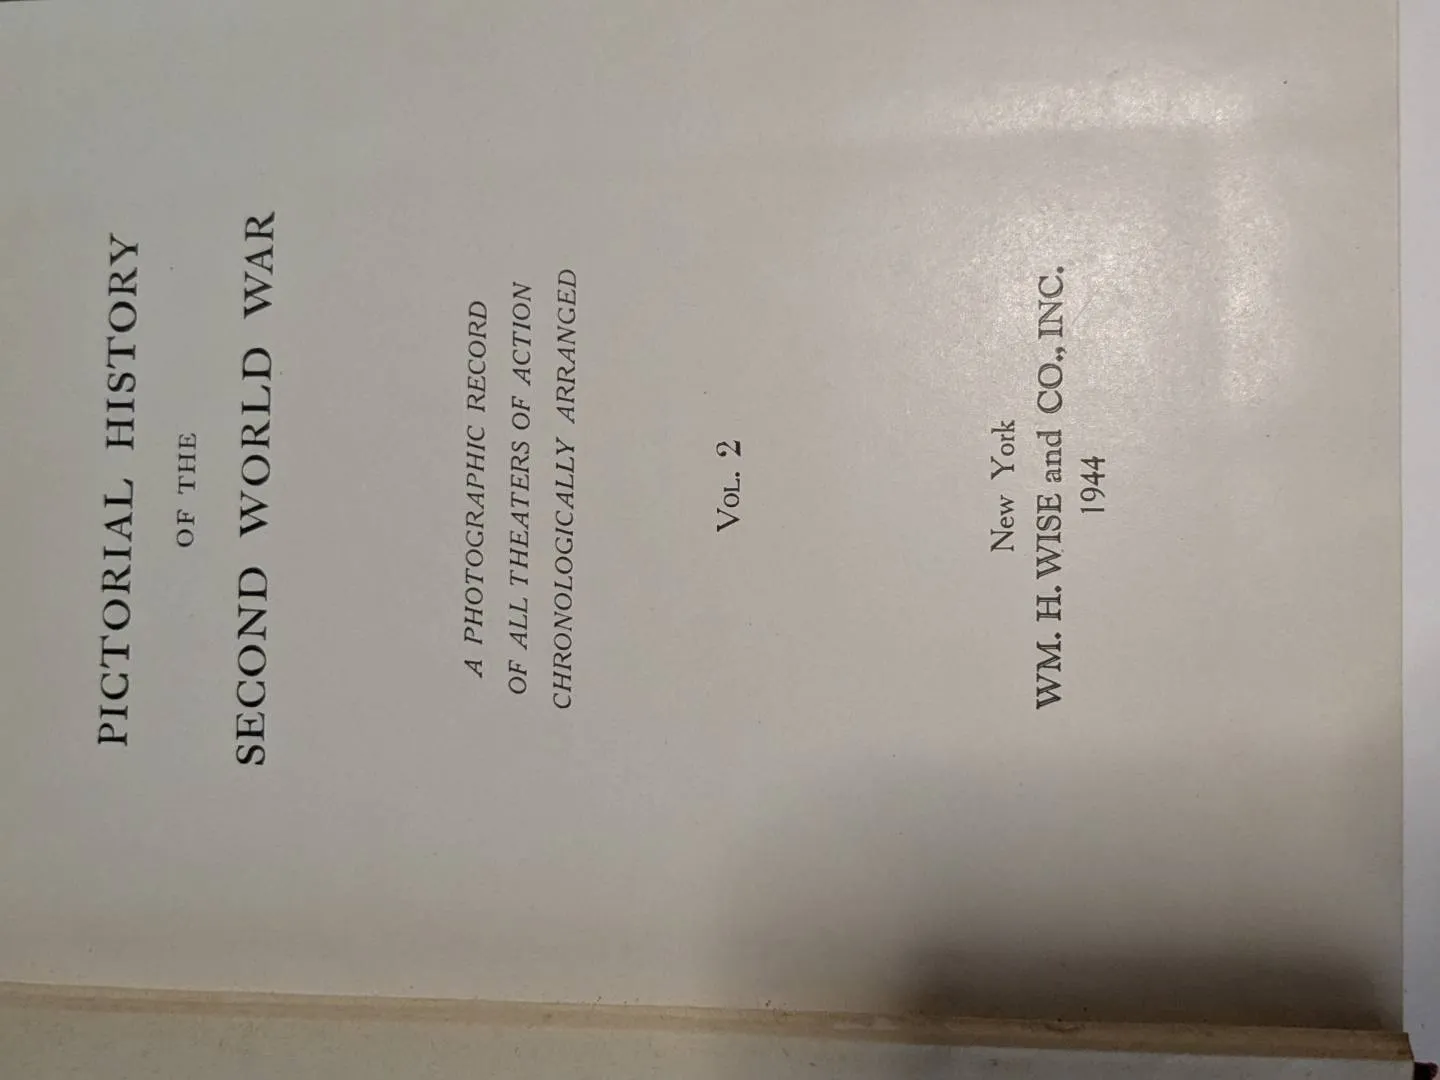 PICTORIAL HISTORY
OF THE
SECOND WORLD WAR
A PHOTOGRAPHIC RECORD
OF ALL THEATERS OF ACTION
CHRONOLOGICALLY ARRANGED
VOL. 2
New York
WM. H. WISE and CO., INC.
1944